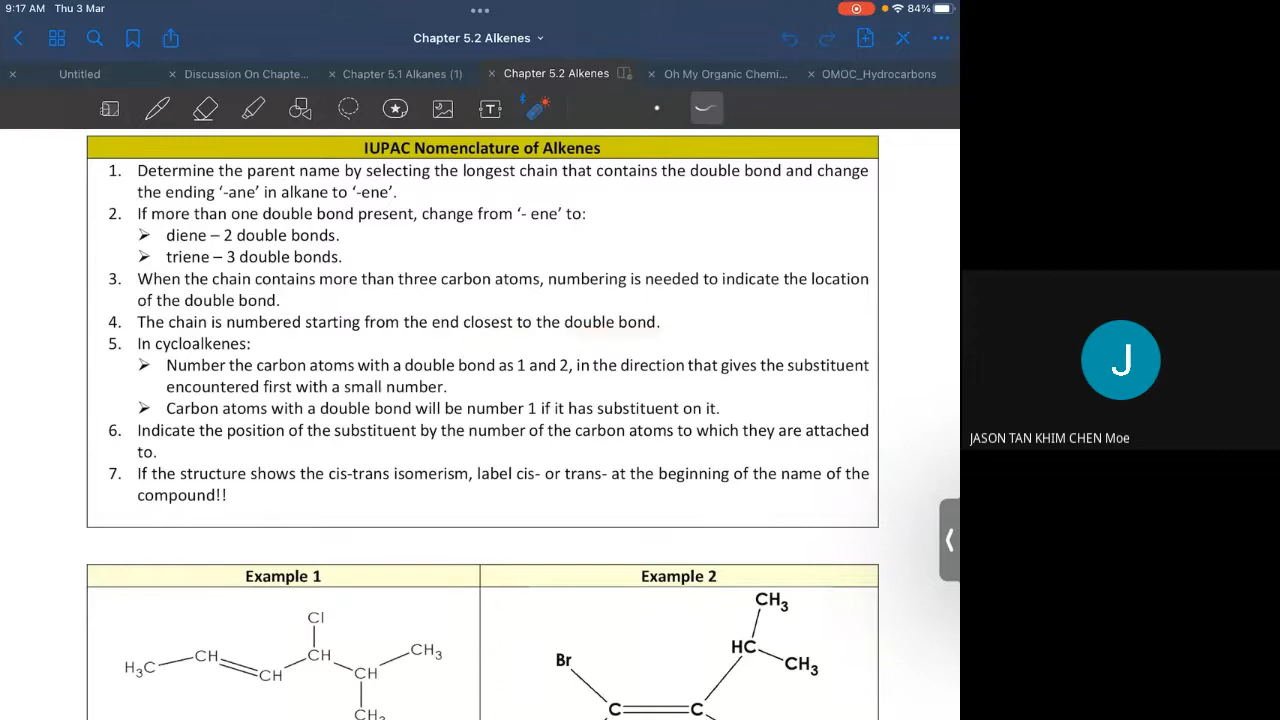 9:17 AM Thu 3 Mar
84%
Chapter 5.2 Alkenes
Untitled
Discussion On Chapte...
Chapter 5.1 Alkanes (1)
Chapter 5.2 Alkenes
Oh My Organic Chemi...
OMOC_Hydrocarbons
IUPAC Nomenclature of Alkenes
1. Determine the parent name by selecting the longest chain that contains the double bond and change
the ending '-ane' in alkane to '-ene'.
2. If more than one double bond present, change from '- ene' to:
➢ diene – 2 double bonds.
➢ triene – 3 double bonds.
3. When the chain contains more than three carbon atoms, numbering is needed to indicate the location
of the double bond.
4. The chain is numbered starting from the end closest to the double bond.
5. In cycloalkenes:
➢ Number the carbon atoms with a double bond as 1 and 2, in the direction that gives the substituent
encountered first with a small number.
➢ Carbon atoms with a double bond will be number 1 if it has substituent on it.
6. Indicate the position of the substituent by the number of the carbon atoms to which they are attached
to.
7. If the structure shows the cis-trans isomerism, label cis- or trans- at the beginning of the name of the
compound!!
Example 1
Example 2
Cl
H3C
CH
CH
CH
CH
CH3
CH3
CH3
HC
CH3
Br
C
C
J
JASON TAN KHIM CHEN Moe